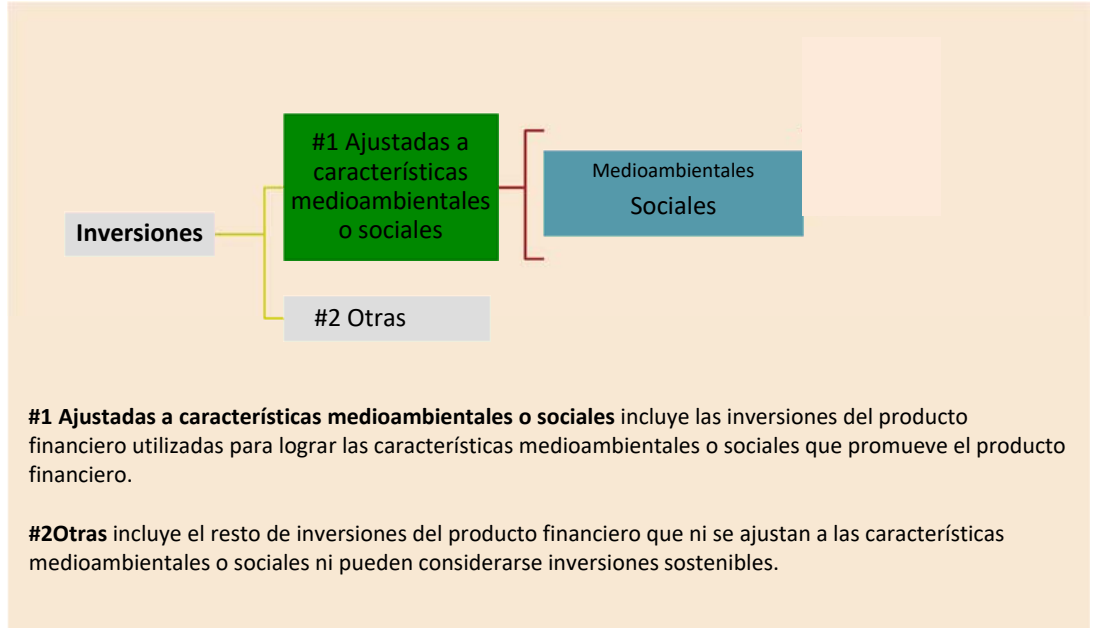 #1 Ajustadas a
características
medioambientales
o sociales
Medioambientales
Sociales
Inversiones
#2 Otras
#1 Ajustadas a características medioambientales o sociales incluye las inversiones del producto
financiero utilizadas para lograr las características medioambientales o sociales que promueve el producto
financiero.
#2Otras incluye el resto de inversiones del producto financiero que ni se ajustan a las características
medioambientales o sociales ni pueden considerarse inversiones sostenibles.